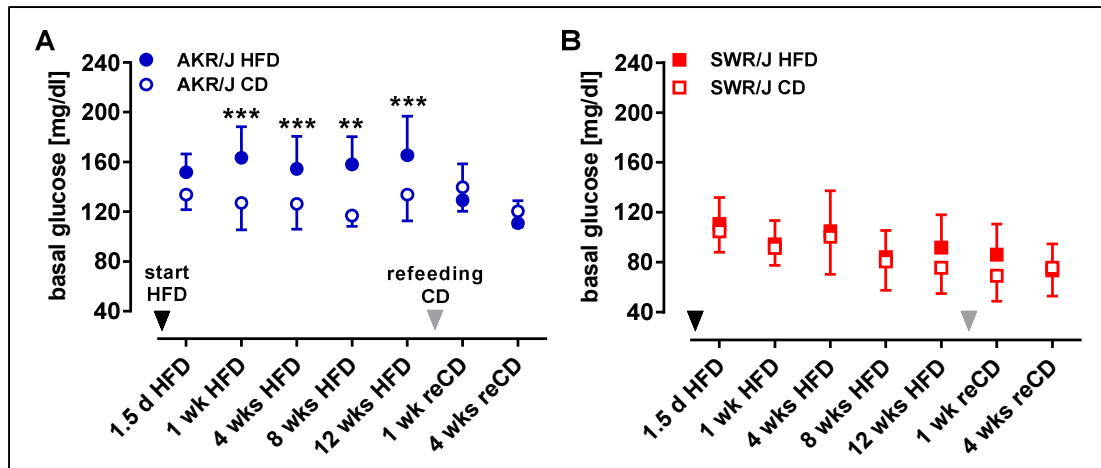 A
AKR/J HFD
AKR/J CD
basal glucose [mg/dl]
240
200
160
120
80
40
***
***
**
***
start
HFD
refeeding
CD
1.5 d HFD
1 wk HFD
4 wks HFD
8 wks HFD
12 wks HFD
1 wk reCD
4 wks reCD
B
SWR/J HFD
SWR/J CD
basal glucose [mg/dl]
240
200
160
120
80
40
1.5 d HFD
1 wk HFD
4 wks HFD
8 wks HFD
12 wks HFD
1 wk reCD
4 wks reCD